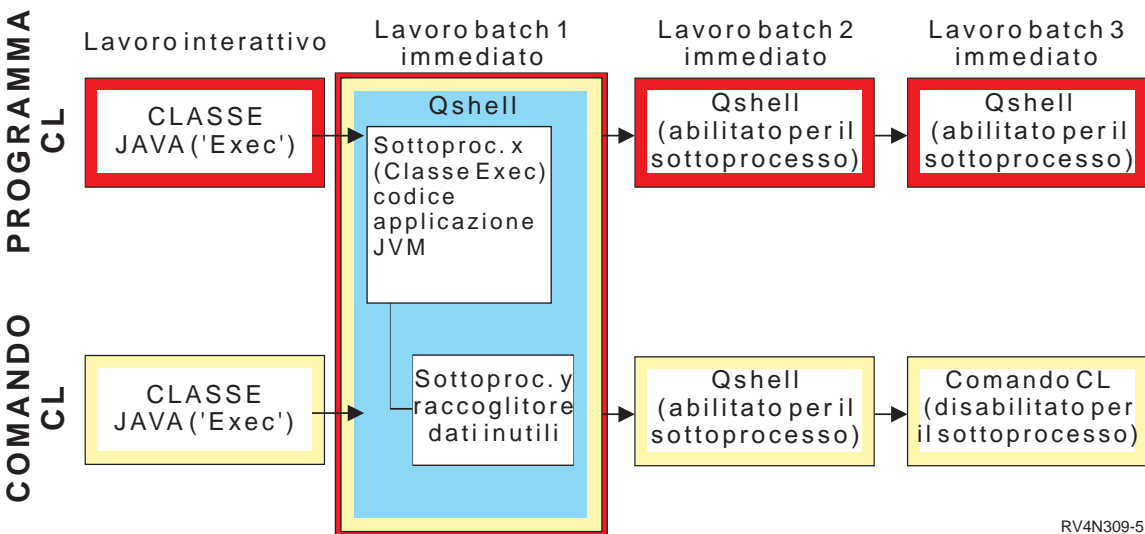 PROGRAMMA
CL
Lavoro interattivo
Lavoro batch 1
immediato
Lavoro batch 2
immediato
Lavoro batch 3
immediato
CLASSE
JAVA ('Exec')
Qshell
Sottoproc. x
(Classe Exec)
codice
applicazione
JVM
Qshell
(abilitato per il
sottoprocesso)
Qshell
(abilitato per il
sottoprocesso)
COMANDO
CL
CLASSE
JAVA ('Exec')
Sottoproc. y
raccoglitore
dati inutili
Qshell
(abilitato per il
sottoprocesso)
Comando CL
(disabilitato per
il sottoprocesso)
RV4N309-5